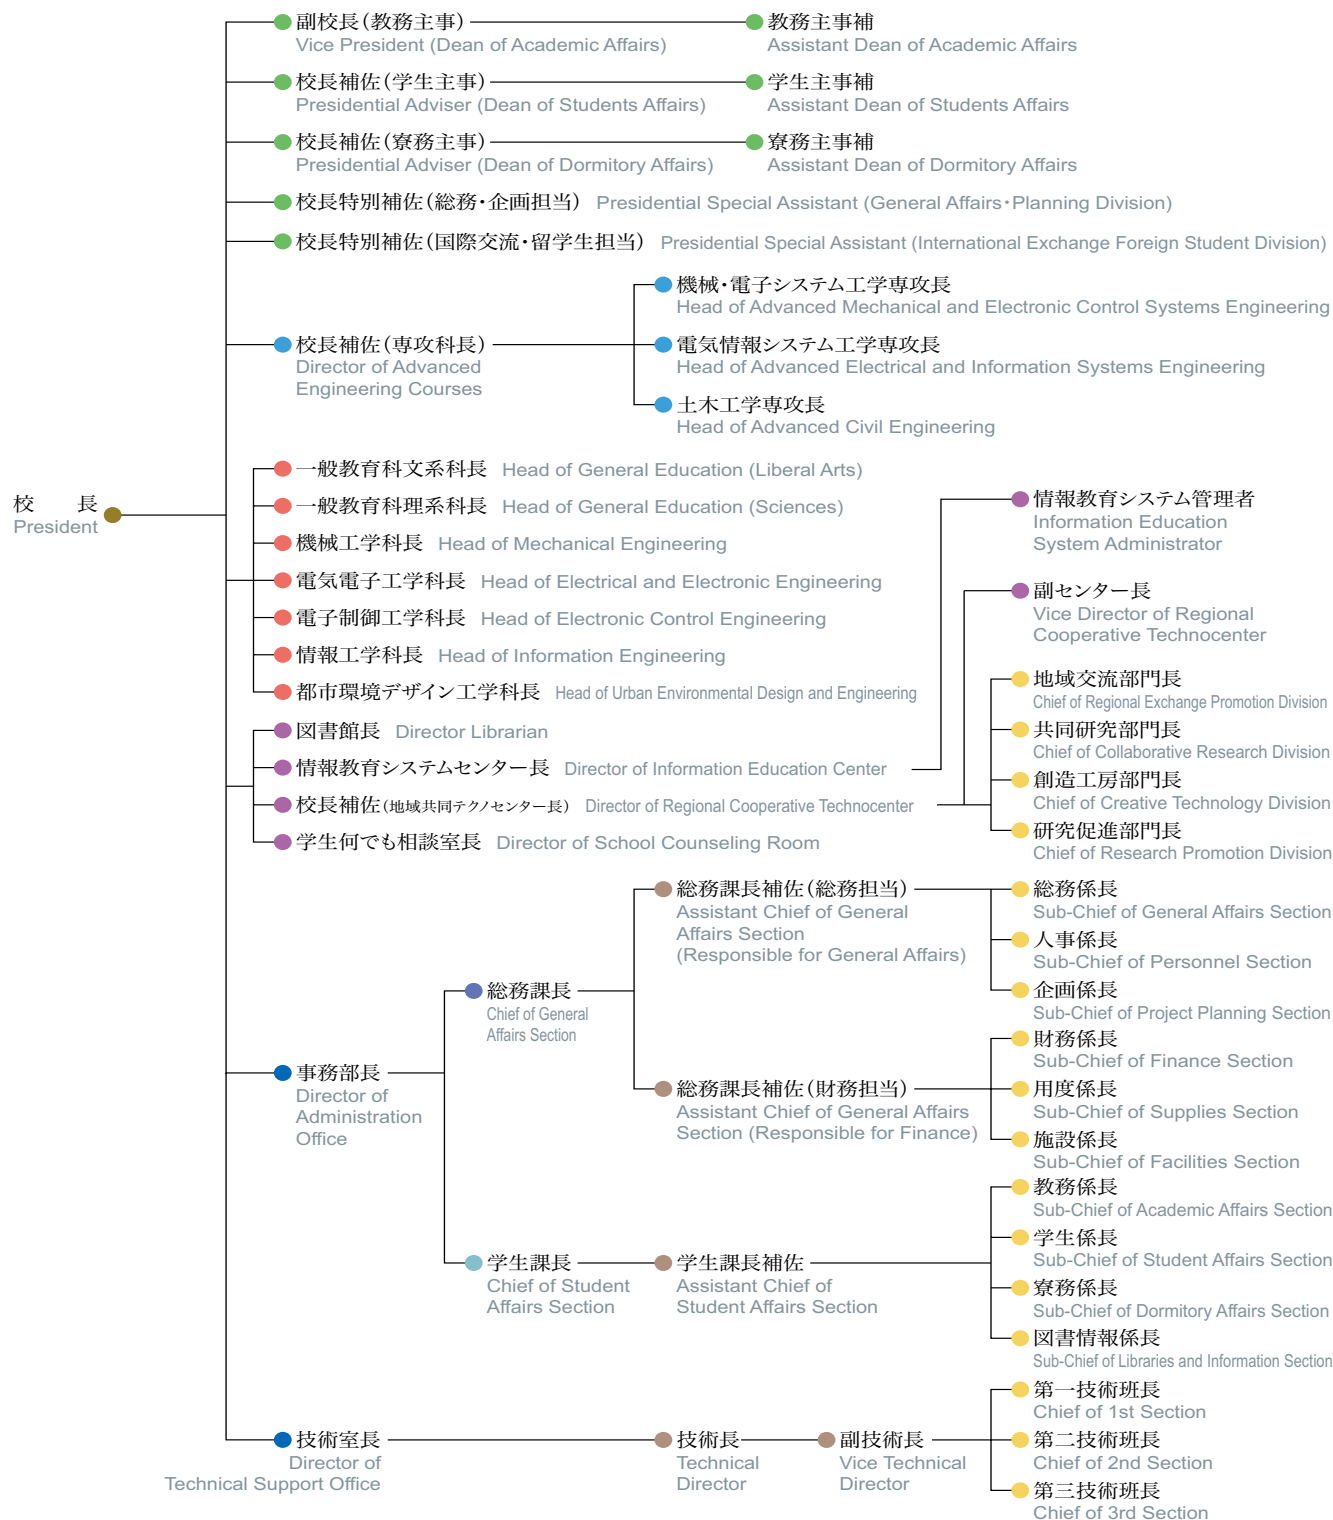 副校長(教務主事)
Vice President (Dean of Academic Affairs)
教務主事補
Assistant Dean of Academic Affairs
校長補佐(学生主事)
Presidential Adviser (Dean of Students Affairs)
学生主事補
Assistant Dean of Students Affairs
校長補佐(寮務主事)
Presidential Adviser (Dean of Dormitory Affairs)
寮務主事補
Assistant Dean of Dormitory Affairs
校長特別補佐(総務・企画担当) Presidential Special Assistant (General Affairs・Planning Division)
校長特別補佐(国際交流・留学生担当) Presidential Special Assistant (International Exchange Foreign Student Division)
校長補佐(専攻科長)
Director of Advanced
Engineering Courses
機械・電子システム工学専攻長
Head of Advanced Mechanical and Electronic Control Systems Engineering
電気情報システム工学専攻長
Head of Advanced Electrical and Information Systems Engineering
土木工学専攻長
Head of Advanced Civil Engineering
校 長
President
一般教育科文系科長 Head of General Education (Liberal Arts)
一般教育科理系科長 Head of General Education (Sciences)
機械工学科長 Head of Mechanical Engineering
電気電子工学科長 Head of Electrical and Electronic Engineering
電子制御工学科長 Head of Electronic Control Engineering
情報工学科長 Head of Information Engineering
都市環境デザイン工学科長 Head of Urban Environmental Design and Engineering
図書館長 Director Librarian
情報教育システムセンター長 Director of Information Education Center
校長補佐(地域共同テクノセンター長) Director of Regional Cooperative Technocenter
学生何でも相談室長 Director of School Counseling Room
情報教育システム管理者
Information Education
System Administrator
副センター長
Vice Director of Regional
Cooperative Technocenter
地域交流部門長
Chief of Regional Exchange Promotion Division
共同研究部門長
Chief of Collaborative Research Division
創造工房部門長
Chief of Creative Technology Division
研究促進部門長
Chief of Research Promotion Division
事務部長
Director of
Administration
Office
総務課長
Chief of General
Affairs Section
総務課長補佐(総務担当)
Assistant Chief of General
Affairs Section
(Responsible for General Affairs)
総務係長
Sub-Chief of General Affairs Section
人事係長
Sub-Chief of Personnel Section
企画係長
Sub-Chief of Project Planning Section
総務課長補佐(財務担当)
Assistant Chief of General Affairs
Section (Responsible for Finance)
財務係長
Sub-Chief of Finance Section
用度係長
Sub-Chief of Supplies Section
施設係長
Sub-Chief of Facilities Section
学生課長
Chief of Student
Affairs Section
学生課長補佐
Assistant Chief of
Student Affairs Section
教務係長
Sub-Chief of Academic Affairs Section
学生係長
Sub-Chief of Student Affairs Section
寮務係長
Sub-Chief of Dormitory Affairs Section
図書情報係長
Sub-Chief of Libraries and Information Section
技術室長
Director of
Technical Support Office
技術長
Technical
Director
副技術長
Vice Technical
Director
第一技術班長
Chief of 1st Section
第二技術班長
Chief of 2nd Section
第三技術班長
Chief of 3rd Section